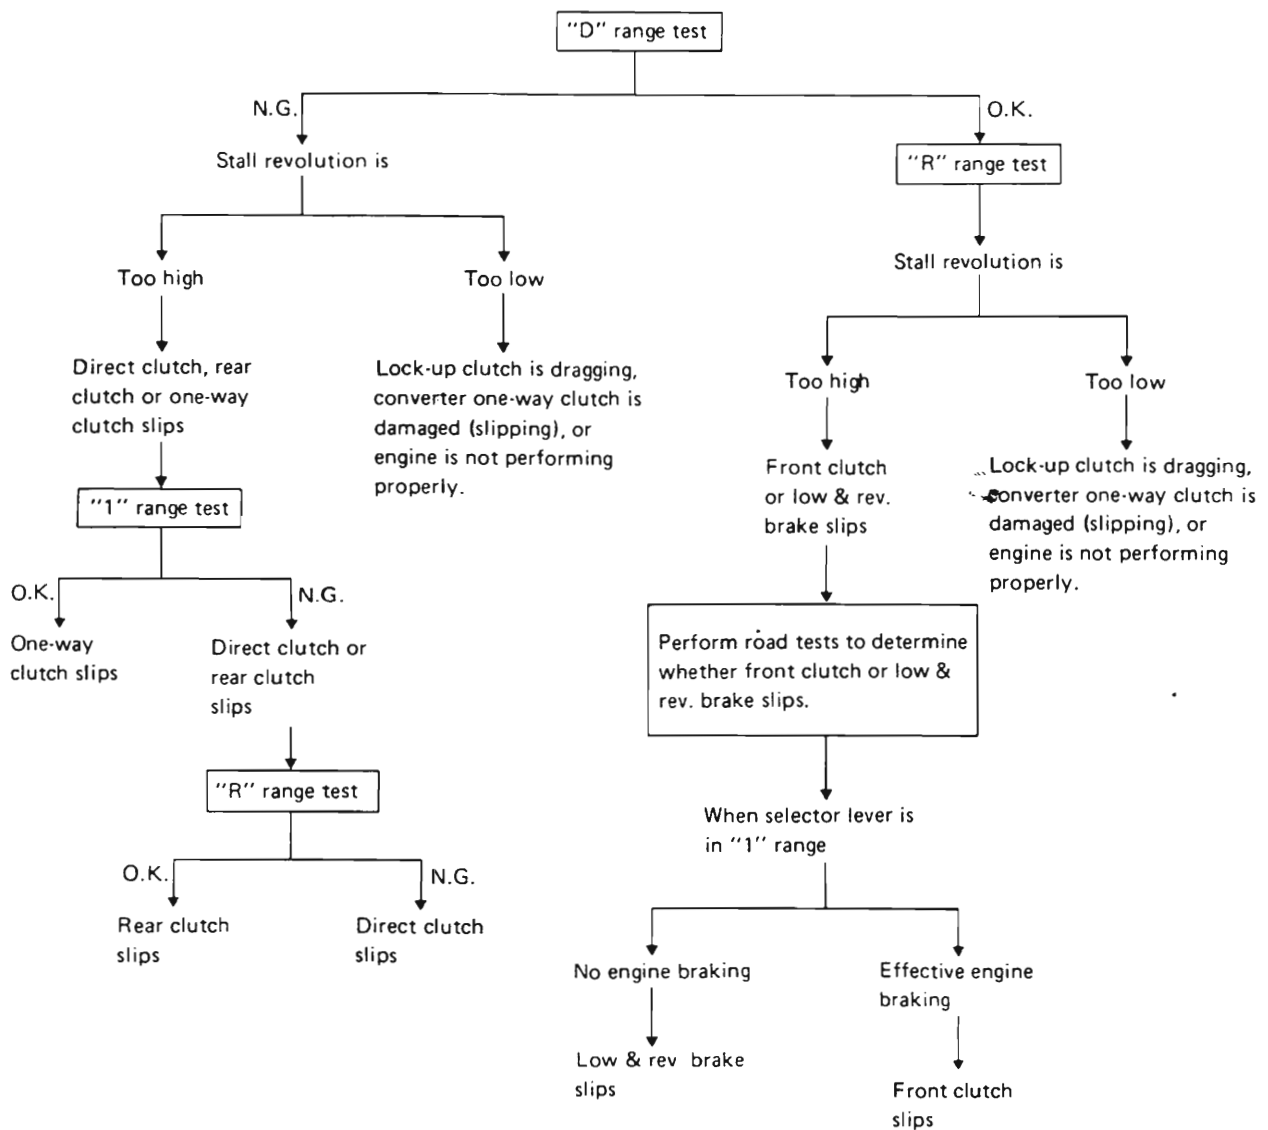 "D" range test
N.G.
O.K.
Stall revolution is
"R" range test
Too high
Too low
Stall revolution is
Direct clutch, rear
clutch or one-way
clutch slips
Lock-up clutch is dragging,
converter one-way clutch is
damaged (slipping), or
engine is not performing
properly.
Too high
Too low
"1" range test
Front clutch
or low & rev.
brake slips
Lock-up clutch is dragging,
converter one-way clutch is
damaged (slipping), or
engine is not performing
properly.
O.K.
N.G.
One-way
clutch slips
Direct clutch or
rear clutch
slips
Perform road tests to determine
whether front clutch or low &
rev. brake slips.
"R" range test
When selector lever is
in "1" range
O.K.
N.G.
Rear clutch
slips
Direct clutch
slips
No engine braking
Effective engine
braking
Low & rev brake
slips
Front clutch
slips